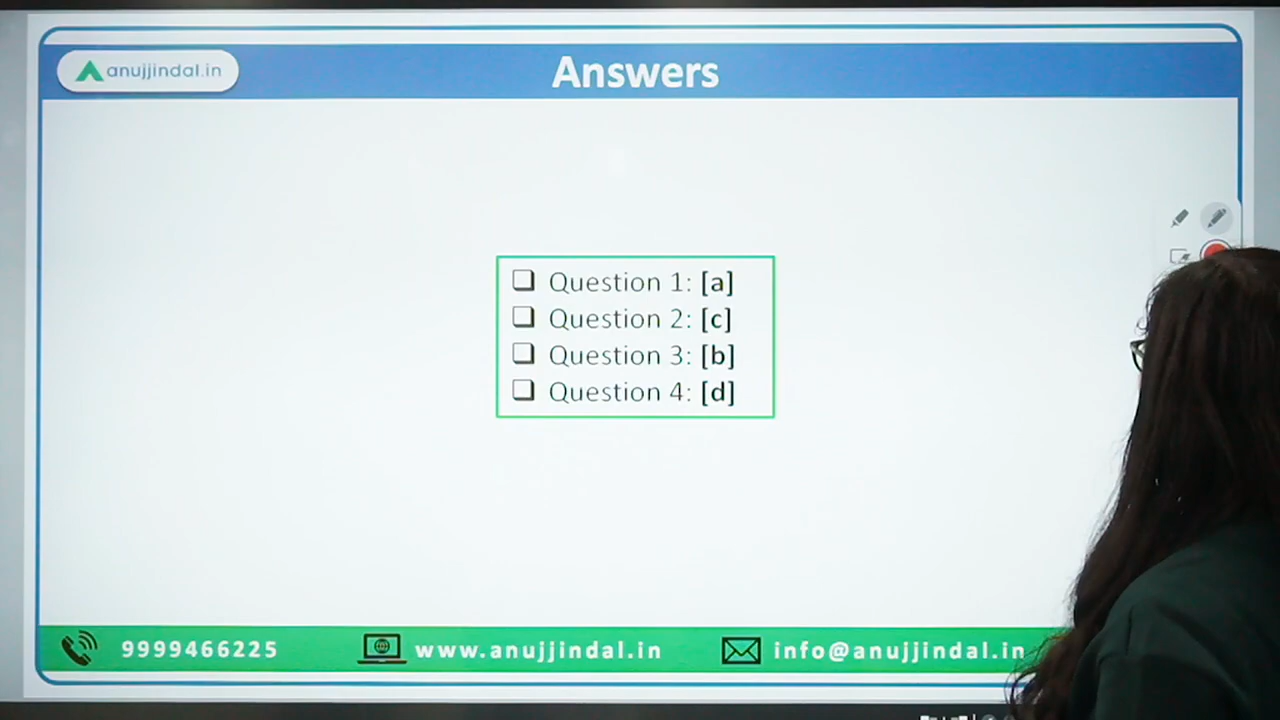 anujjindal.in
Answers
❑ Question 1: [a]
❑ Question 2: [c]
❑ Question 3: [b]
❑ Question 4: [d]
9999466225 www.anujjindal.in info@anujjindal.in